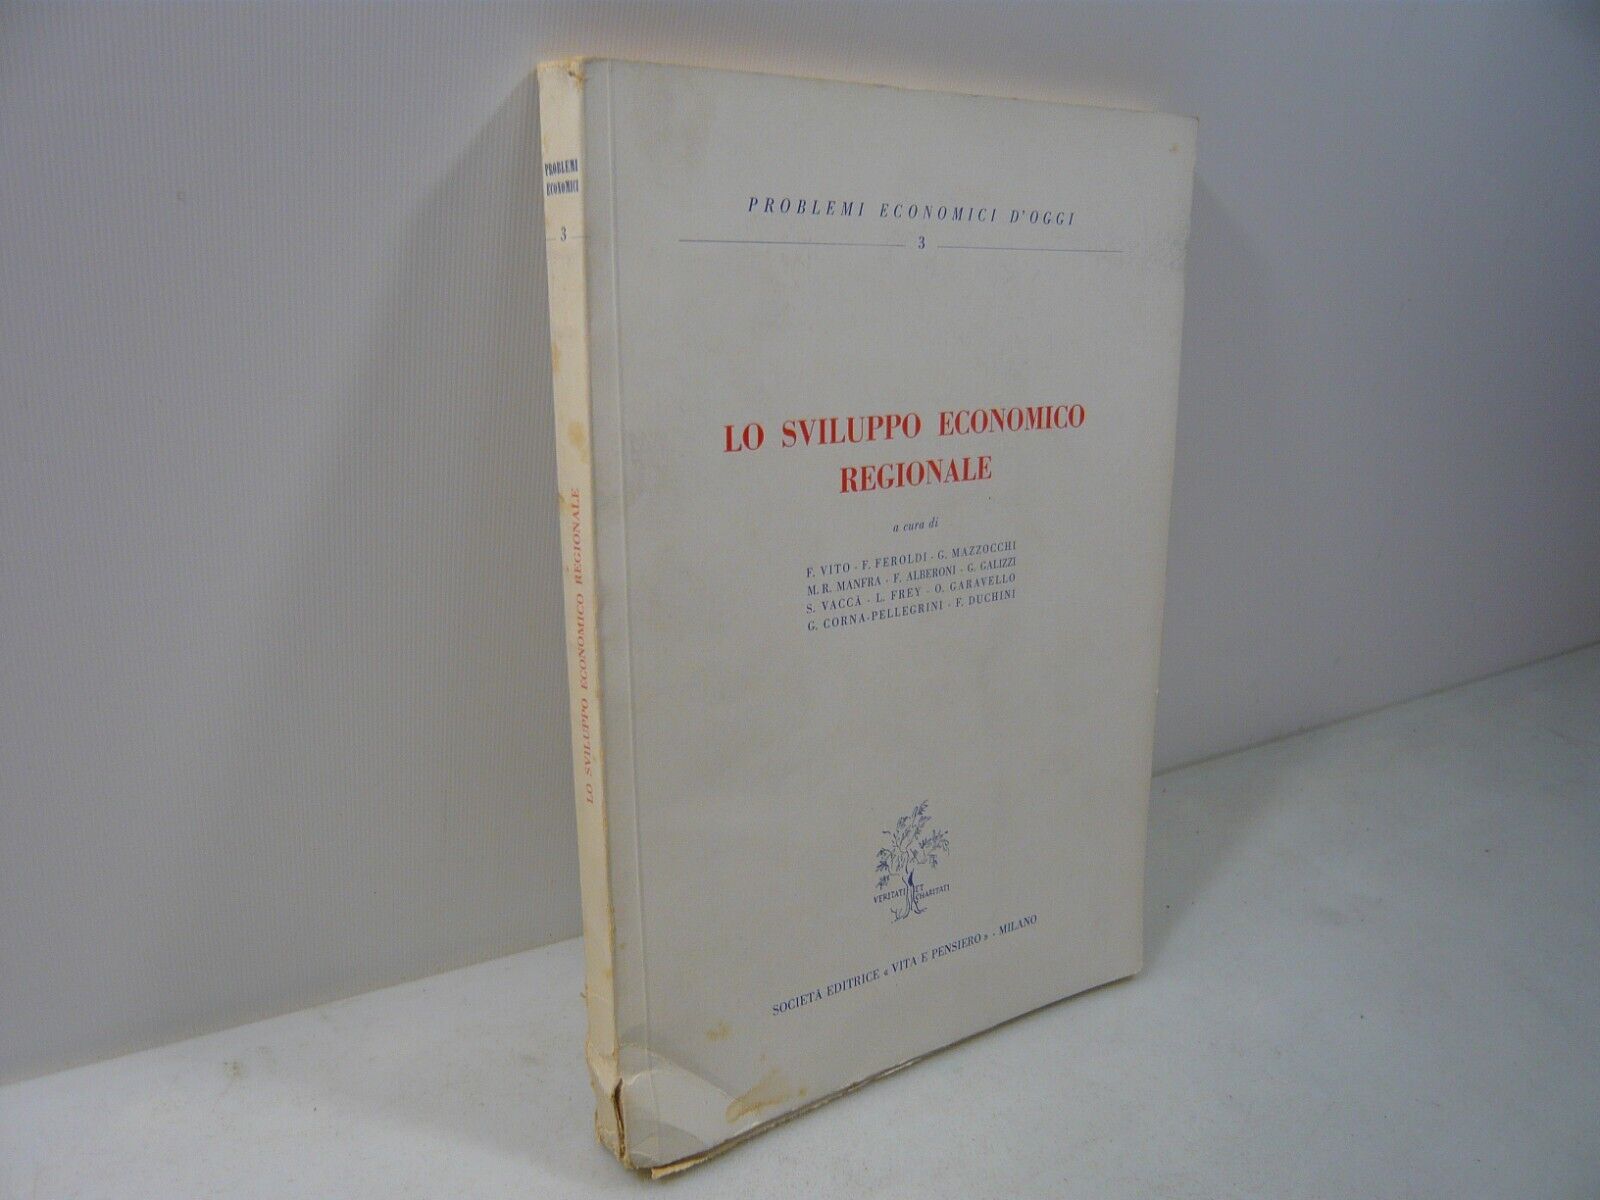 PROBLEMI
ECONOMICI
3
LO SVILUPPO ECONOMICO REGIONALE
PROBLEMI ECONOMICI D'OGGI
3
LO SVILUPPO ECONOMICO
REGIONALE
a cura di
F. VITO - F. FEROLDI - G. MAZZOCCHI
M. R. MANFRA - F. ALBERONI - G. GALIZZI
S. VACCÀ - L. FREY - O. GARAVELLO
G. CORNA-PELLEGRINI - F. DUCHINI
VERITATI ET
CHARITATI
SOCIETÀ EDITRICE « VITA E PENSIERO » - MILANO